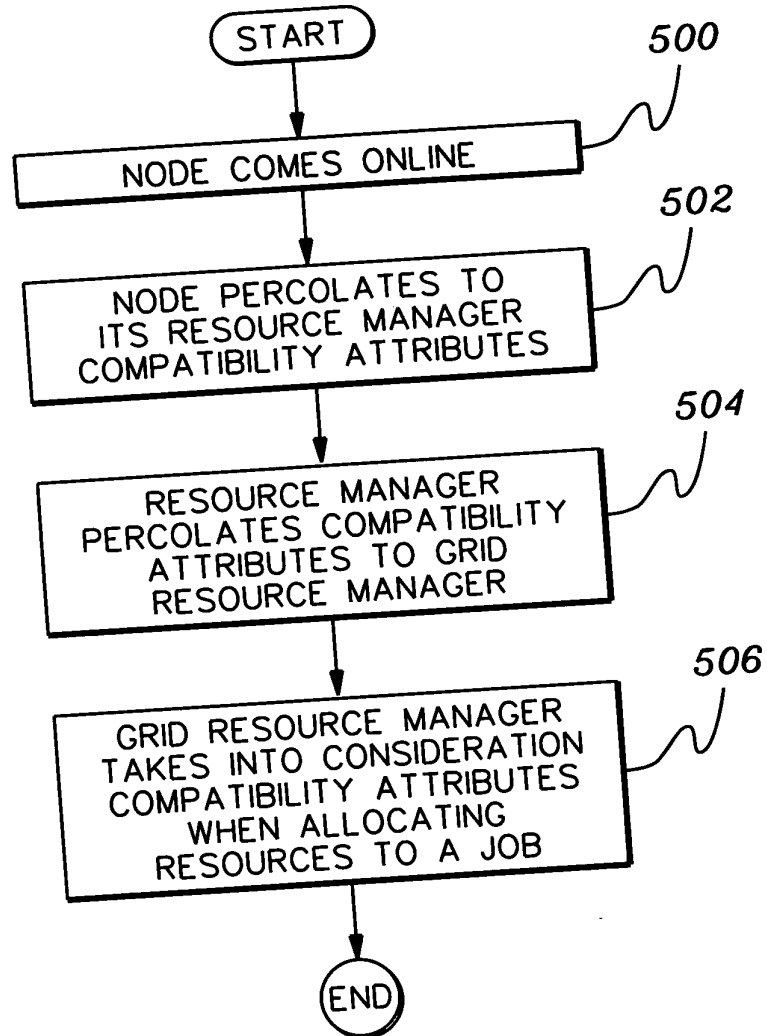 START
500
NODE COMES ONLINE
502
NODE PERCOLATES TO
ITS RESOURCE MANAGER
COMPATIBILITY ATTRIBUTES
504
RESOURCE MANAGER
PERCOLATES COMPATIBILITY
ATTRIBUTES TO GRID
RESOURCE MANAGER
506
GRID RESOURCE MANAGER
TAKES INTO CONSIDERATION
COMPATIBILITY ATTRIBUTES
WHEN ALLOCATING
RESOURCES TO A JOB
END